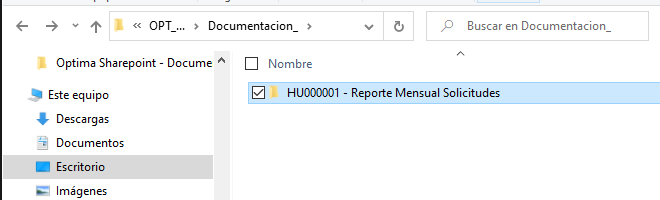 « OPT_... > Documentacion_ >
Buscar en Documentacion_
Optima Sharepoint - Docume
Este equipo
Descargas
Documentos
Escritorio
Imágenes
Nombre
HU000001 - Reporte Mensual Solicitudes